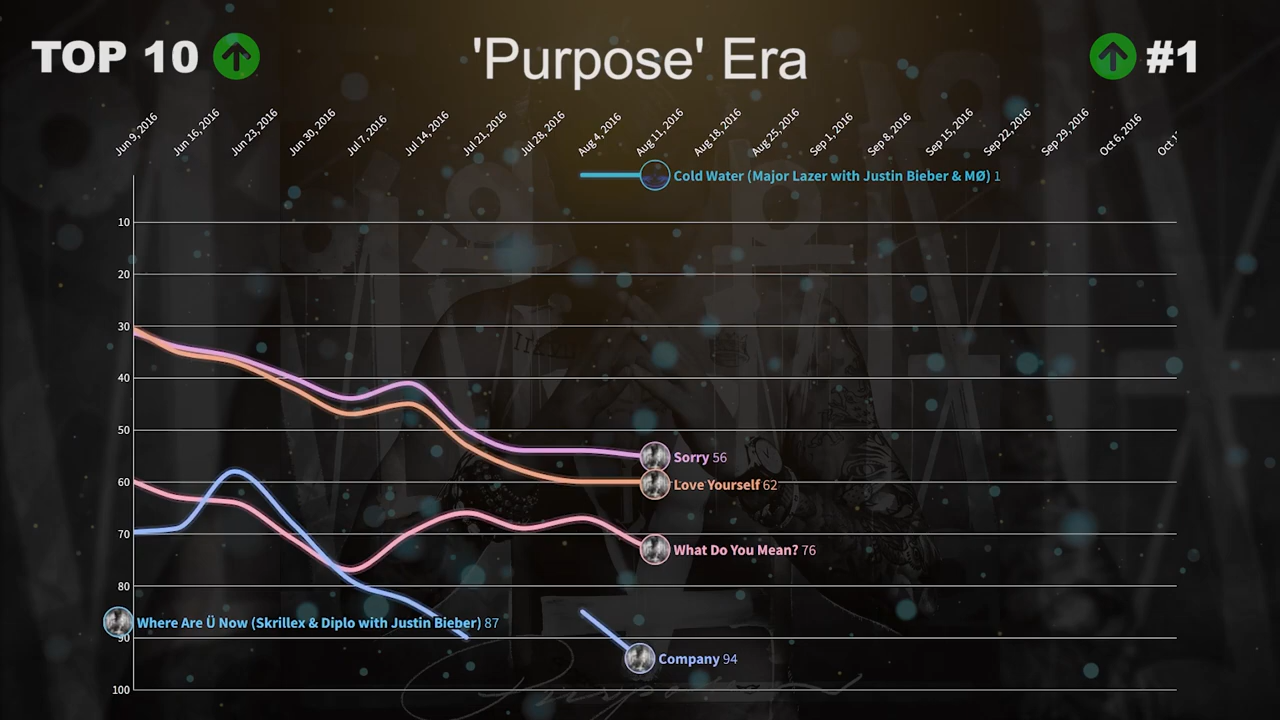 TOP 10
'Purpose' Era
#1
Jun 9, 2016
Jun 16, 2016
Jun 23, 2016
Jun 30, 2016
Jul 7, 2016
Jul 14, 2016
Jul 21, 2016
Jul 28, 2016
Aug 4, 2016
Aug 11, 2016
Aug 18, 2016
Aug 25, 2016
Sep 1, 2016
Sep 8, 2016
Sep 15, 2016
Sep 22, 2016
Sep 29, 2016
Oct 6, 2016
Oct
Cold Water (Major Lazer with Justin Bieber & MØ) 1
10
20
30
40
50
Sorry 56
60
Love Yourself 62
70
What Do You Mean? 76
80
Where Are Ü Now (Skrillex & Diplo with Justin Bieber) 87
90
Company 94
100
Purpose